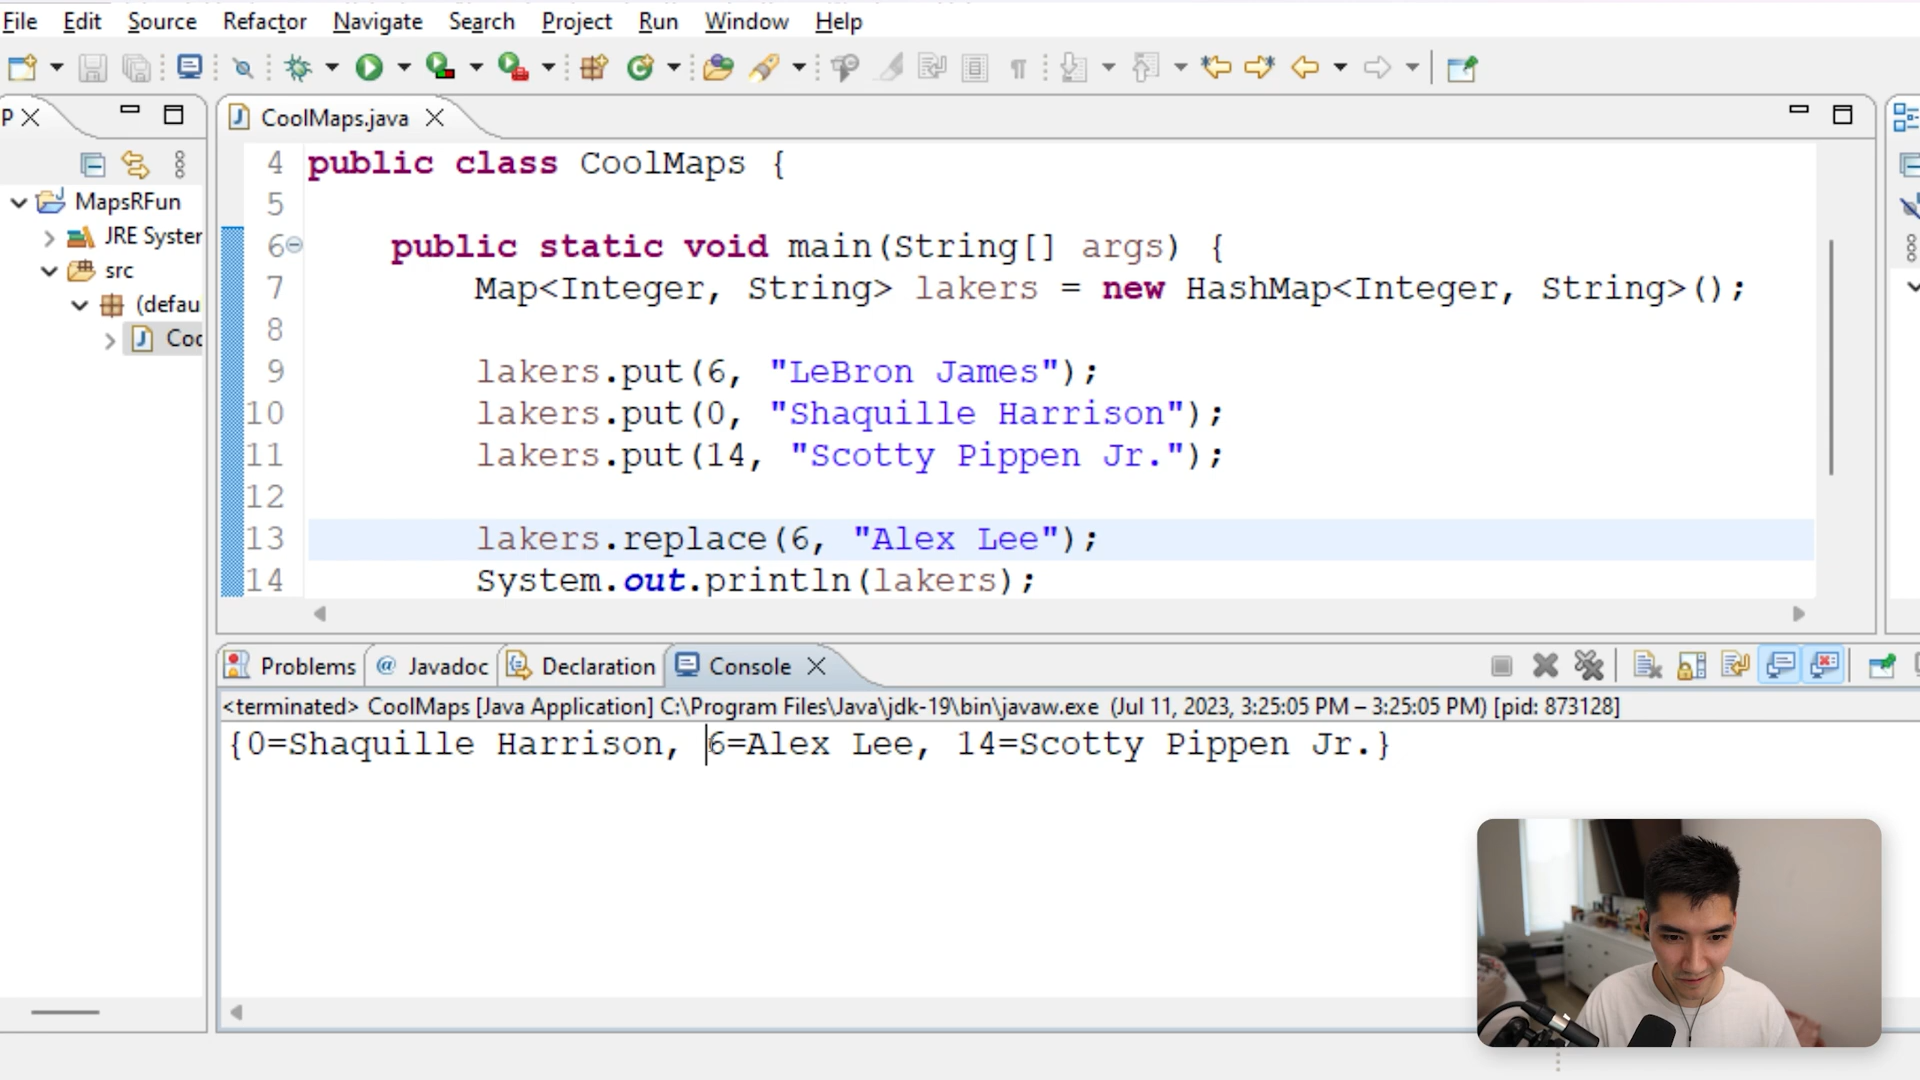 File Edit Source Refactor Navigate Search Project Run Window Help
P
CoolMaps.java
MapsRFun
JRE Syster
src
(defau
Coo
4 public class CoolMaps {
5
6 public static void main(String[] args) {
7 Map<Integer, String> lakers = new HashMap<Integer, String>();
8
9 lakers.put(6, "LeBron James");
10 lakers.put(0, "Shaquille Harrison");
11 lakers.put(14, "Scotty Pippen Jr.");
12
13 lakers.replace(6, "Alex Lee");
14 System.out.println(lakers);
Problems @ Javadoc Declaration Console
<terminated> CoolMaps [Java Application] C:\Program Files\Java\jdk-19\bin\javaw.exe (Jul 11, 2023, 3:25:05 PM – 3:25:05 PM) [pid: 873128]
{0=Shaquille Harrison, 6=Alex Lee, 14=Scotty Pippen Jr.}